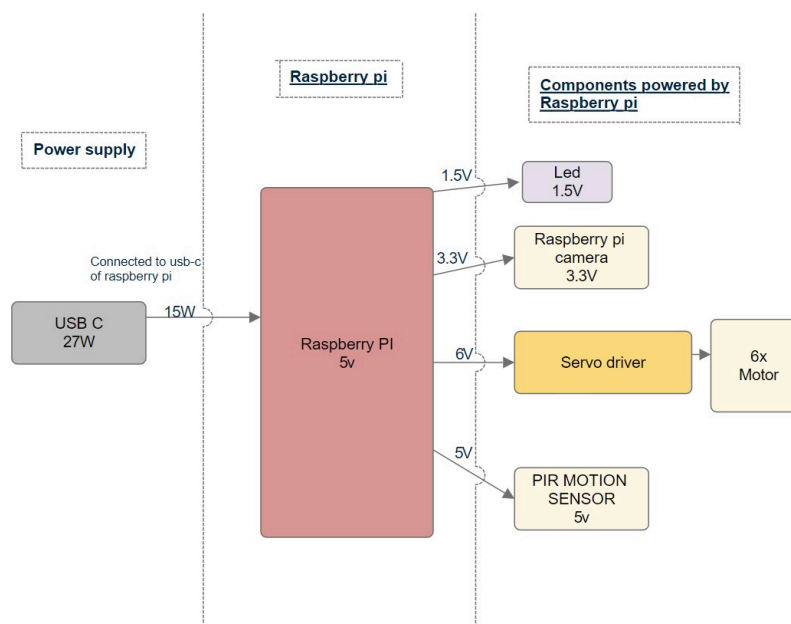 Raspberry pi
Components powered by
Raspberry pi
Power supply
Led
1.5V
1.5V
Raspberry pi
camera
3.3V
3.3V
Connected to usb-c
of raspberry pi
USB C
27W
15W
Raspberry PI
5v
6V
Servo driver
6x
Motor
5V
PIR MOTION
SENSOR
5v